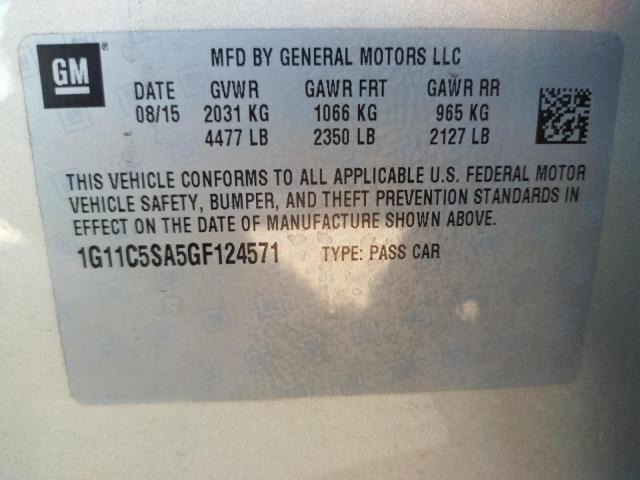 GM ® MFD BY GENERAL MOTORS LLC
DATE GVWR GAWR FRT GAWR RR
08/15 2031 KG 1066 KG 965 KG
4477 LB 2350 LB 2127 LB
THIS VEHICLE CONFORMS TO ALL APPLICABLE U.S. FEDERAL MOTOR
VEHICLE SAFETY, BUMPER, AND THEFT PREVENTION STANDARDS IN
EFFECT ON THE DATE OF MANUFACTURE SHOWN ABOVE.
1G11C5SA5GF124571 TYPE: PASS CAR